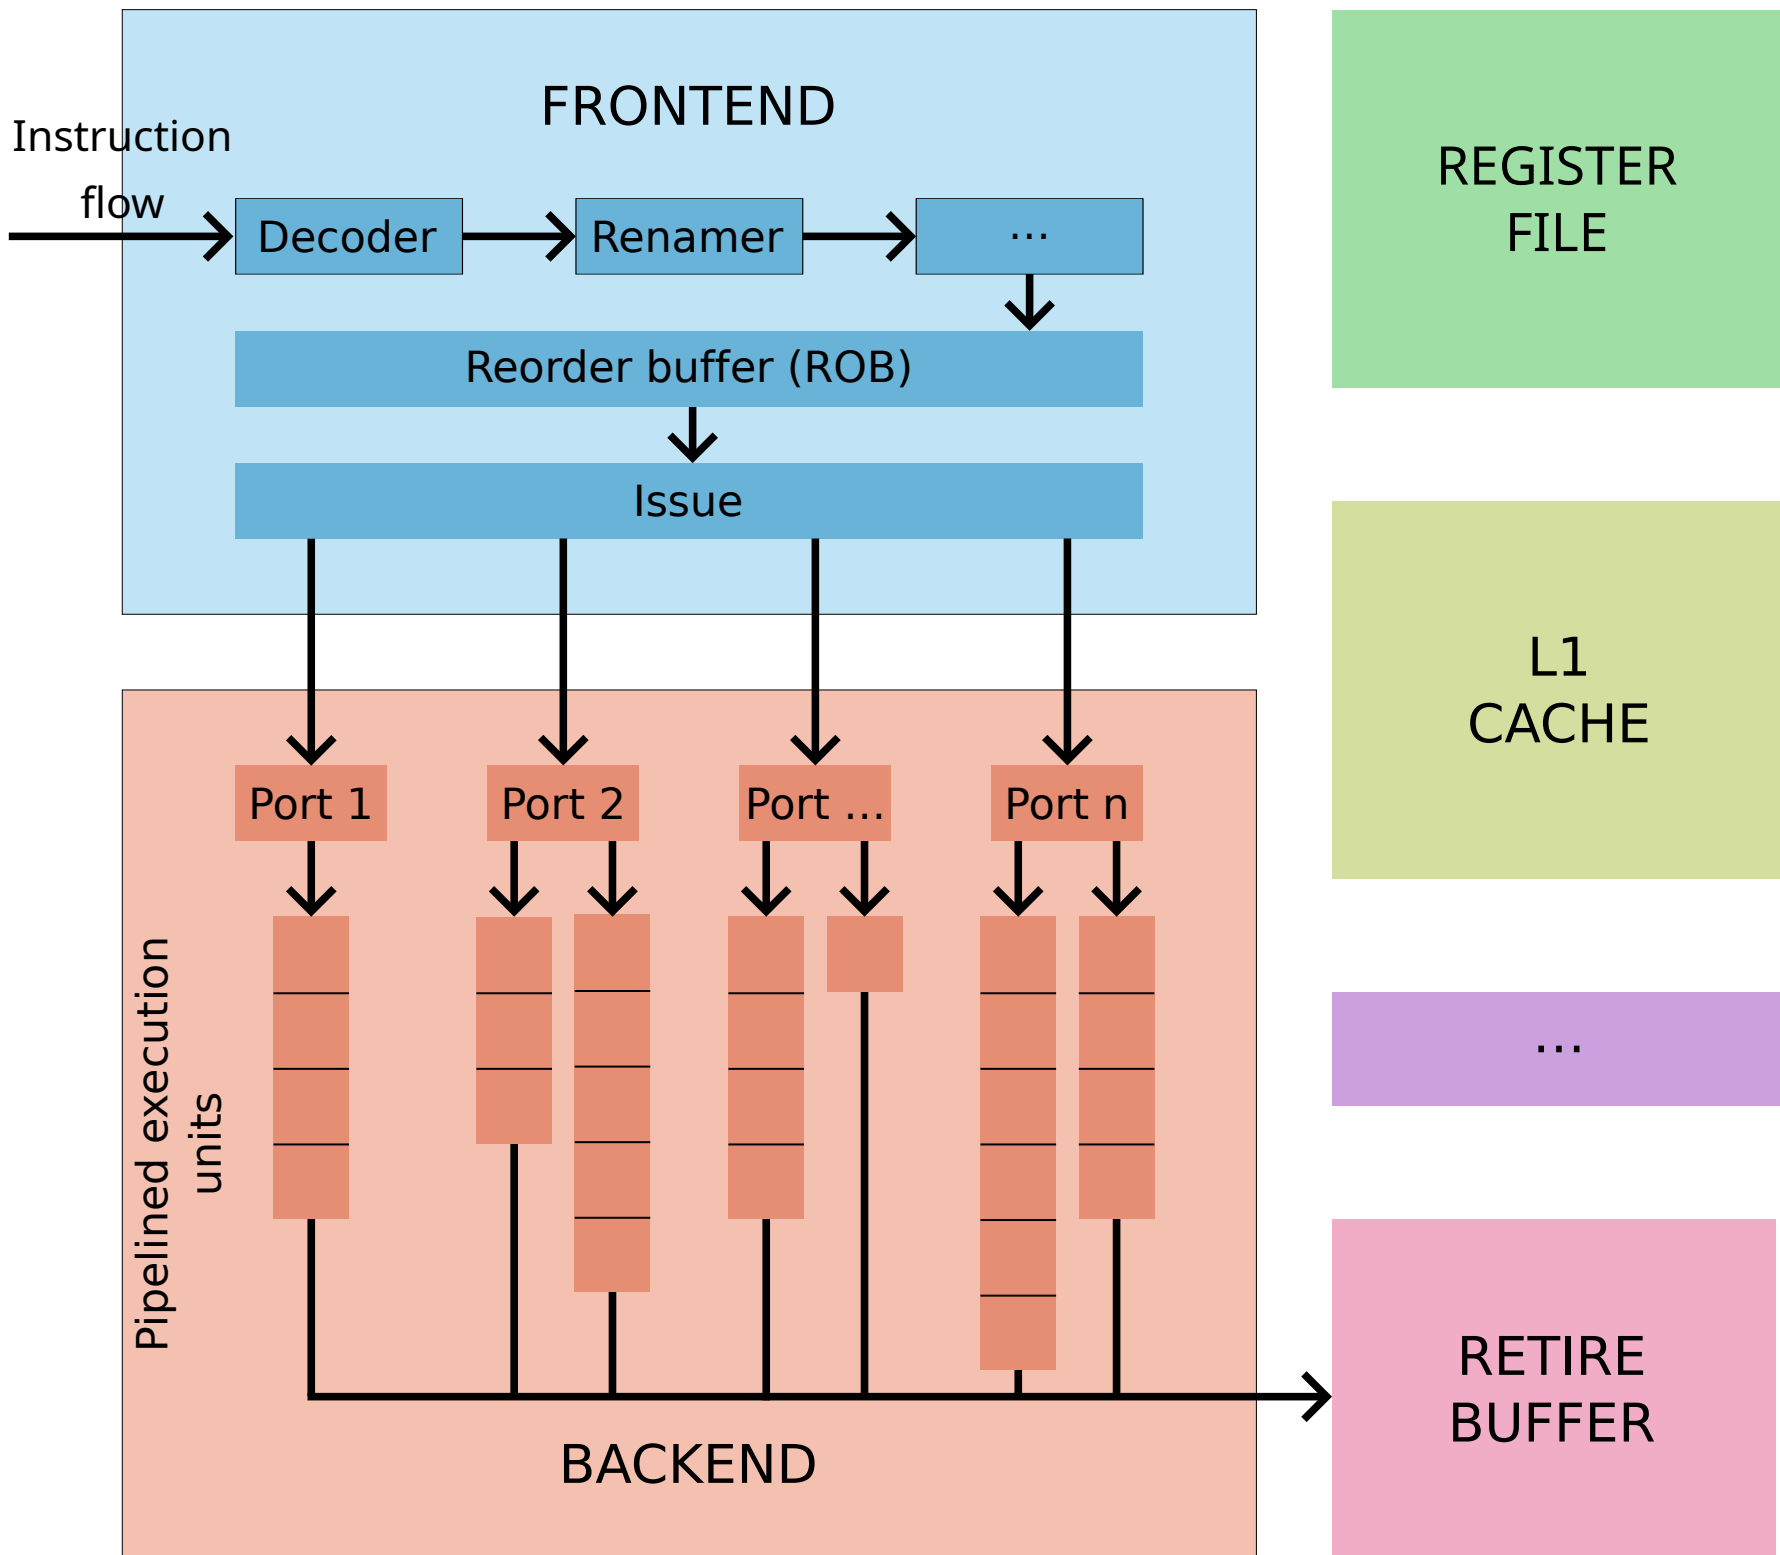 FRONTEND
Instruction
flow
Decoder
Renamer
...
Reorder buffer (ROB)
Issue
Port 1
Port 2
Port ...
Port n
Pipelined execution
units
BACKEND
REGISTER
FILE
L1
CACHE
...
RETIRE
BUFFER